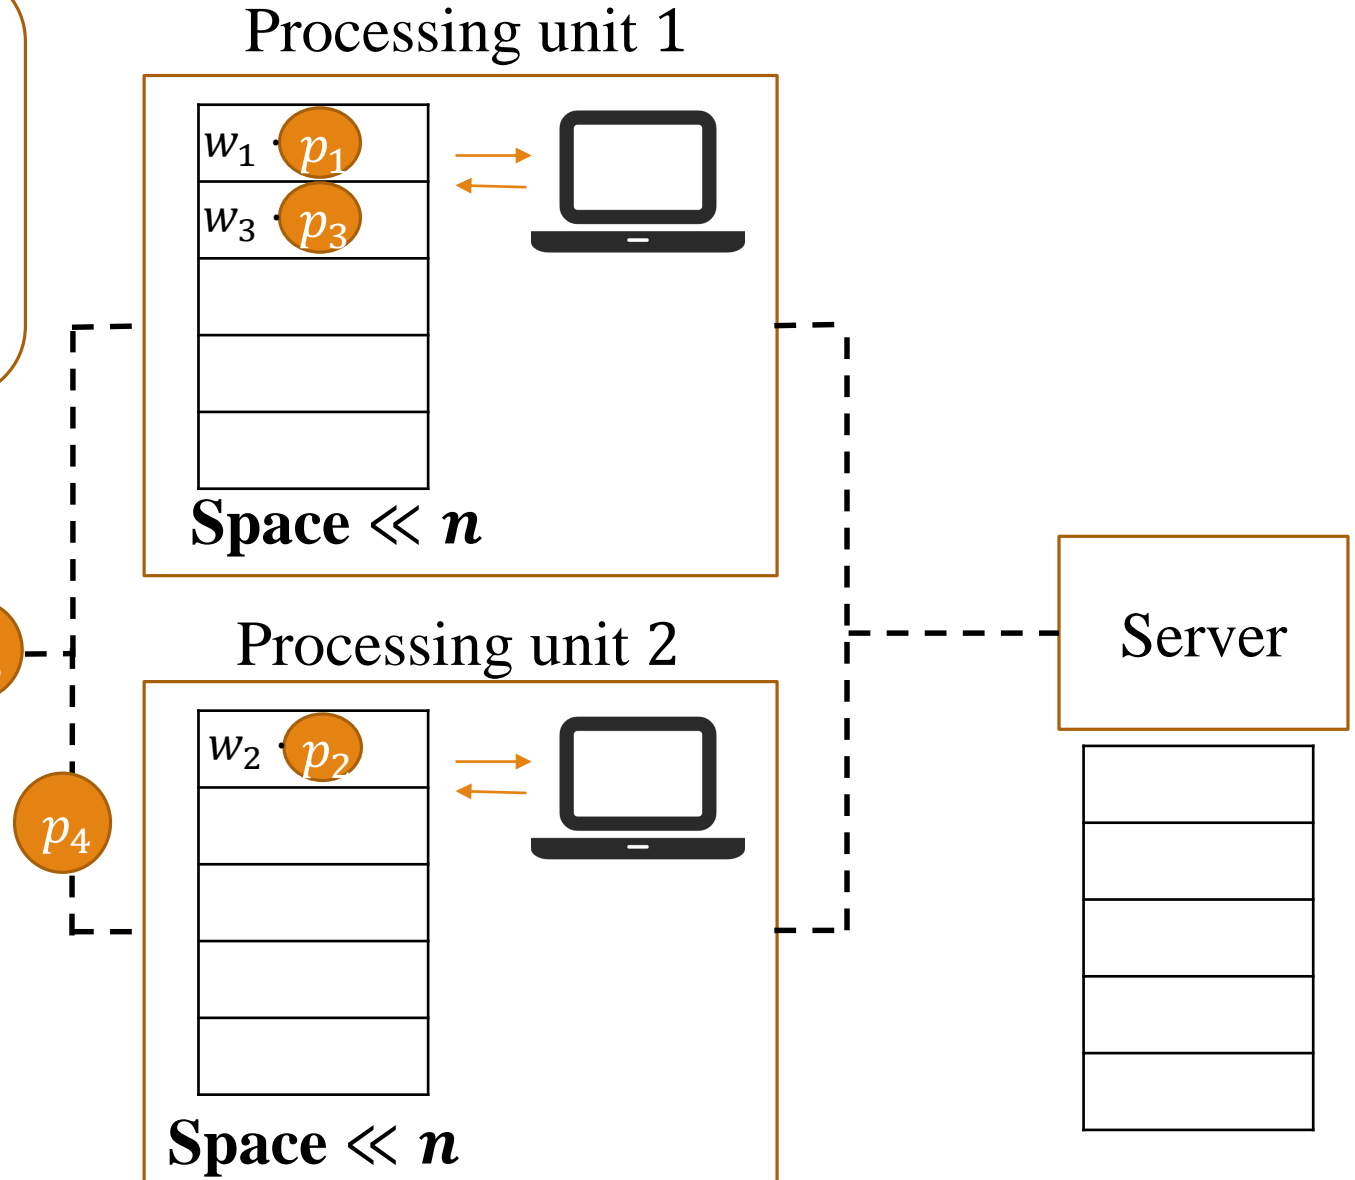 Processing unit 1
w₁ · p₁
w₃ · p₃
Space ≪ n
Processing unit 2
w₂ · p₂
p₄
Space ≪ n
Server